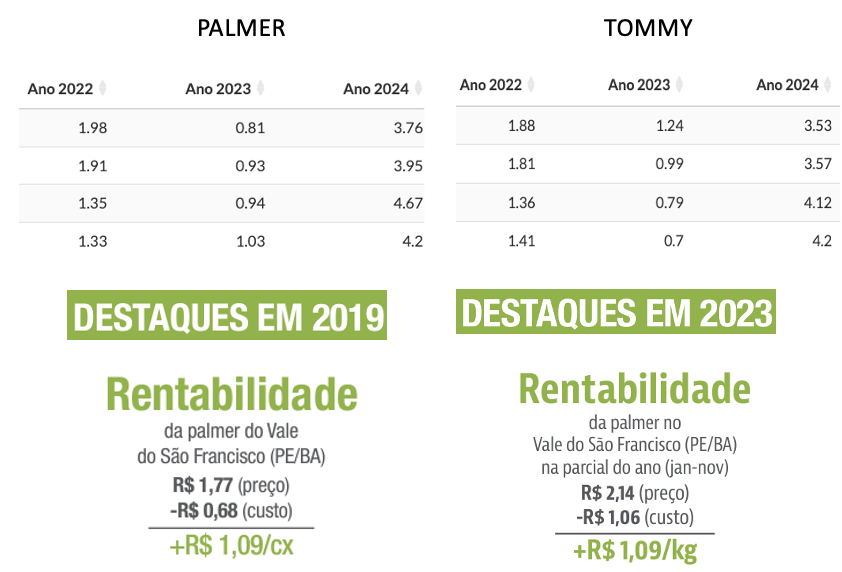 PALMER
Ano 2022 Ano 2023 Ano 2024
1.98 0.81 3.76
1.91 0.93 3.95
1.35 0.94 4.67
1.33 1.03 4.2
TOMMY
Ano 2022 Ano 2023 Ano 2024
1.88 1.24 3.53
1.81 0.99 3.57
1.36 0.79 4.12
1.41 0.7 4.2
DESTAQUES EM 2019
Rentabilidade
da palmer do Vale
do São Francisco (PE/BA)
R$ 1,77 (preço)
-R$ 0,68 (custo)
+R$ 1,09/cx
DESTAQUES EM 2023
Rentabilidade
da palmer no
Vale do São Francisco (PE/BA)
na parcial do ano (jan-nov)
R$ 2,14 (preço)
-R$ 1,06 (custo)
+R$ 1,09/kg